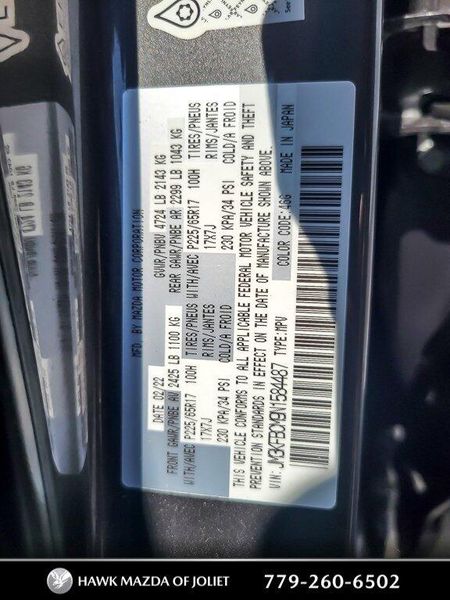 MFD BY MAZDA MOTOR CORPORATION
DATE 02/22 GVWR/PNBV 4724 LB 2143 KG
FRONT GAWR/PNBE AV 2425 LB 1100 KG REAR GAWR/PNBE AR 2299 LB 1043 KG
WITH/AVEC P225/65R17 100H TIRES/PNEUS WITH/AVEC P225/65R17 100H TIRES/PNEUS
17X7J RIMS/JANTES 17X7J RIMS/JANTES
230 KPA/34 PSI COLD/A FROID 230 KPA/34 PSI COLD/A FROID
THIS VEHICLE CONFORMS TO ALL APPLICABLE FEDERAL MOTOR VEHICLE SAFETY AND THEFT
PREVENTION STANDARDS IN EFFECT ON THE DATE OF MANUFACTURE SHOWN ABOVE.
COLOR CODE: 46G MADE IN JAPAN
VIN: JM3KFBCM9N1584487 TYPE:MPV
See
HAWK MAZDA OF JOLIET 779-260-6502